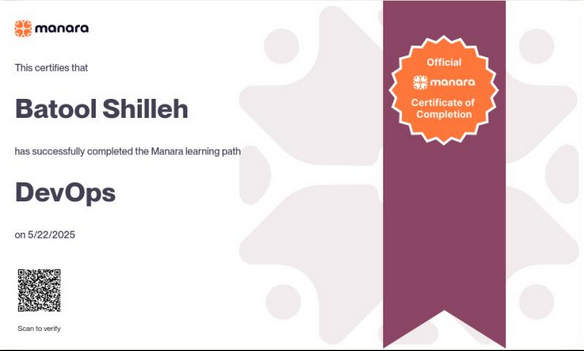 manara
This certifies that
Batool Shilleh
has successfully completed the Manara learning path
DevOps
on 5/22/2025
Scan to verify
Official
manara
Certificate of
Completion